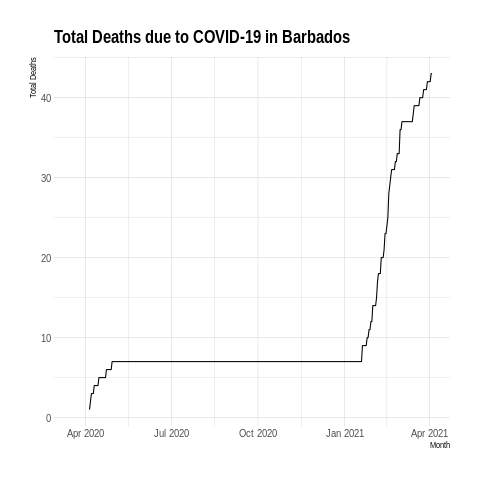 Total Deaths due to COVID-19 in Barbados
Total Deaths
40
30
20
10
0
Apr 2020 Jul 2020 Oct 2020 Jan 2021 Apr 2021
Month